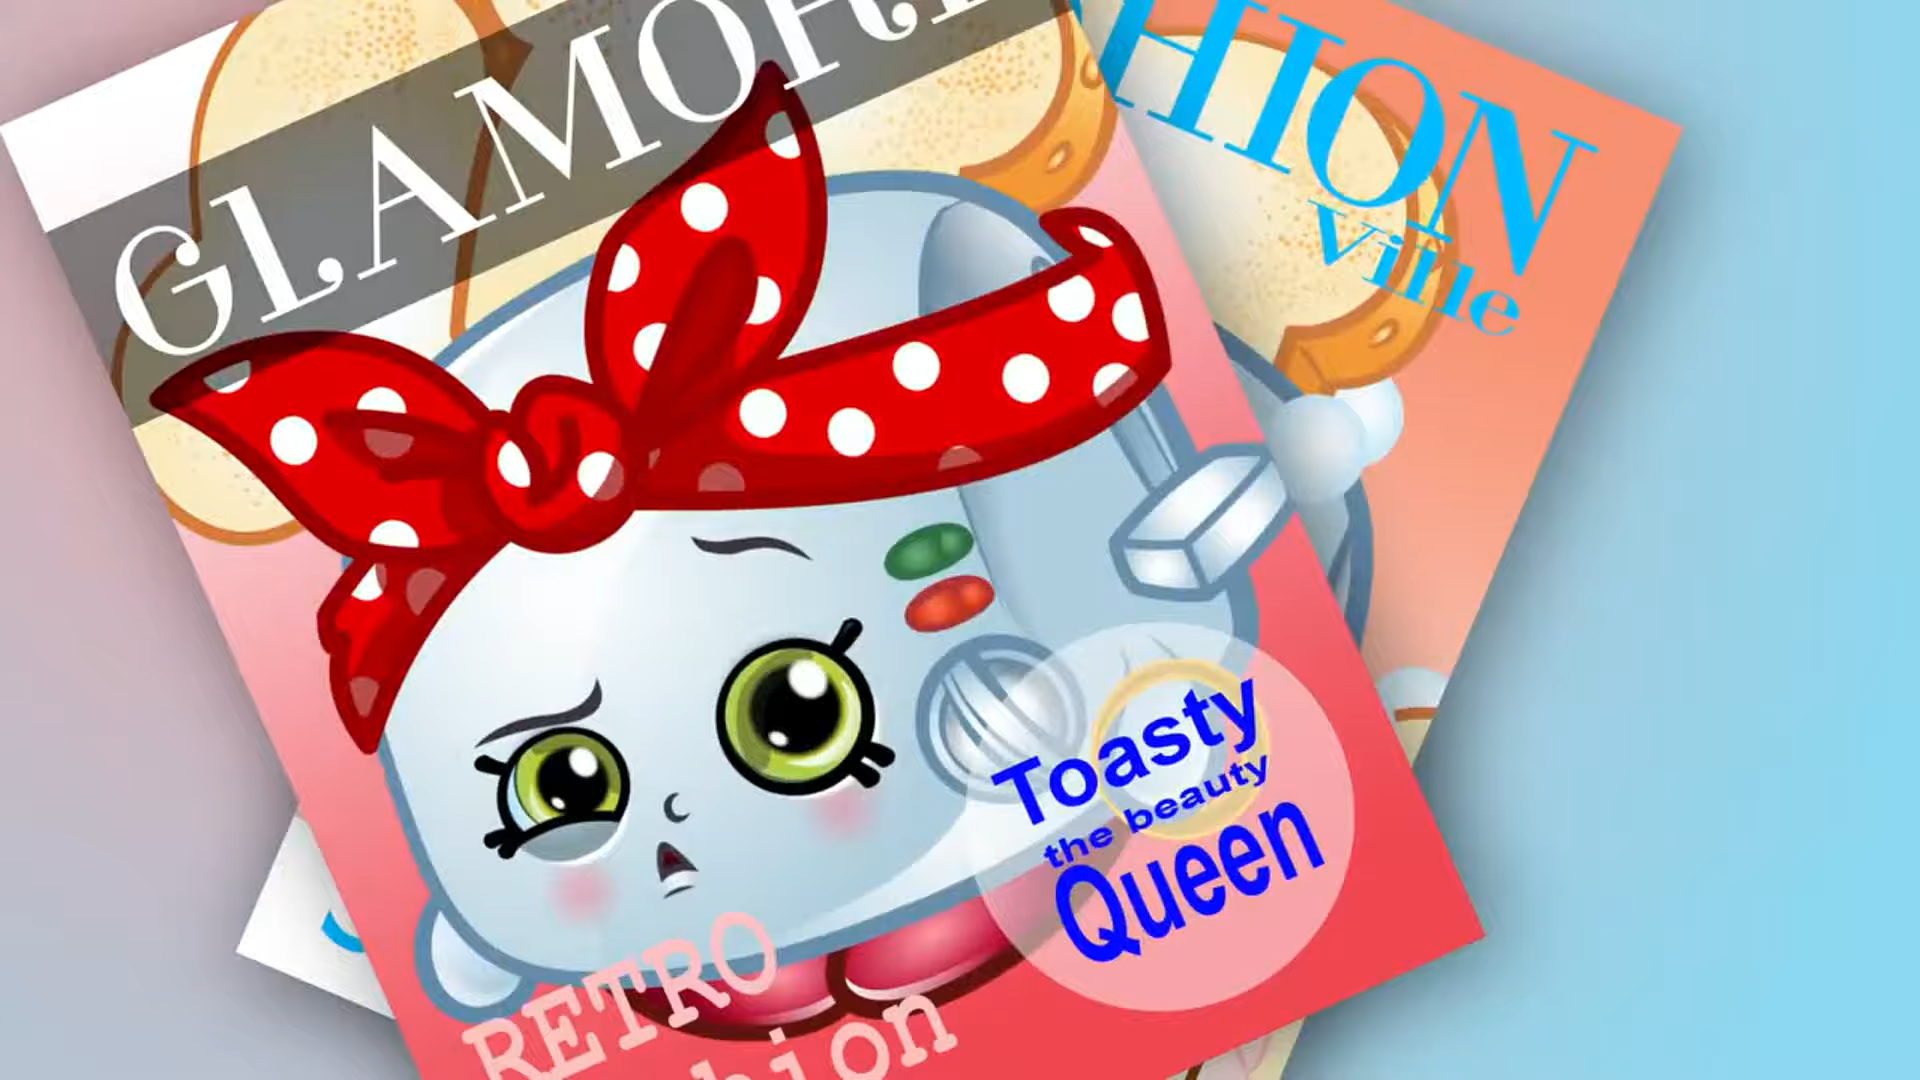 GLAMOR
HION
Ville
Toasty
the beauty
Queen
RETRO
hion